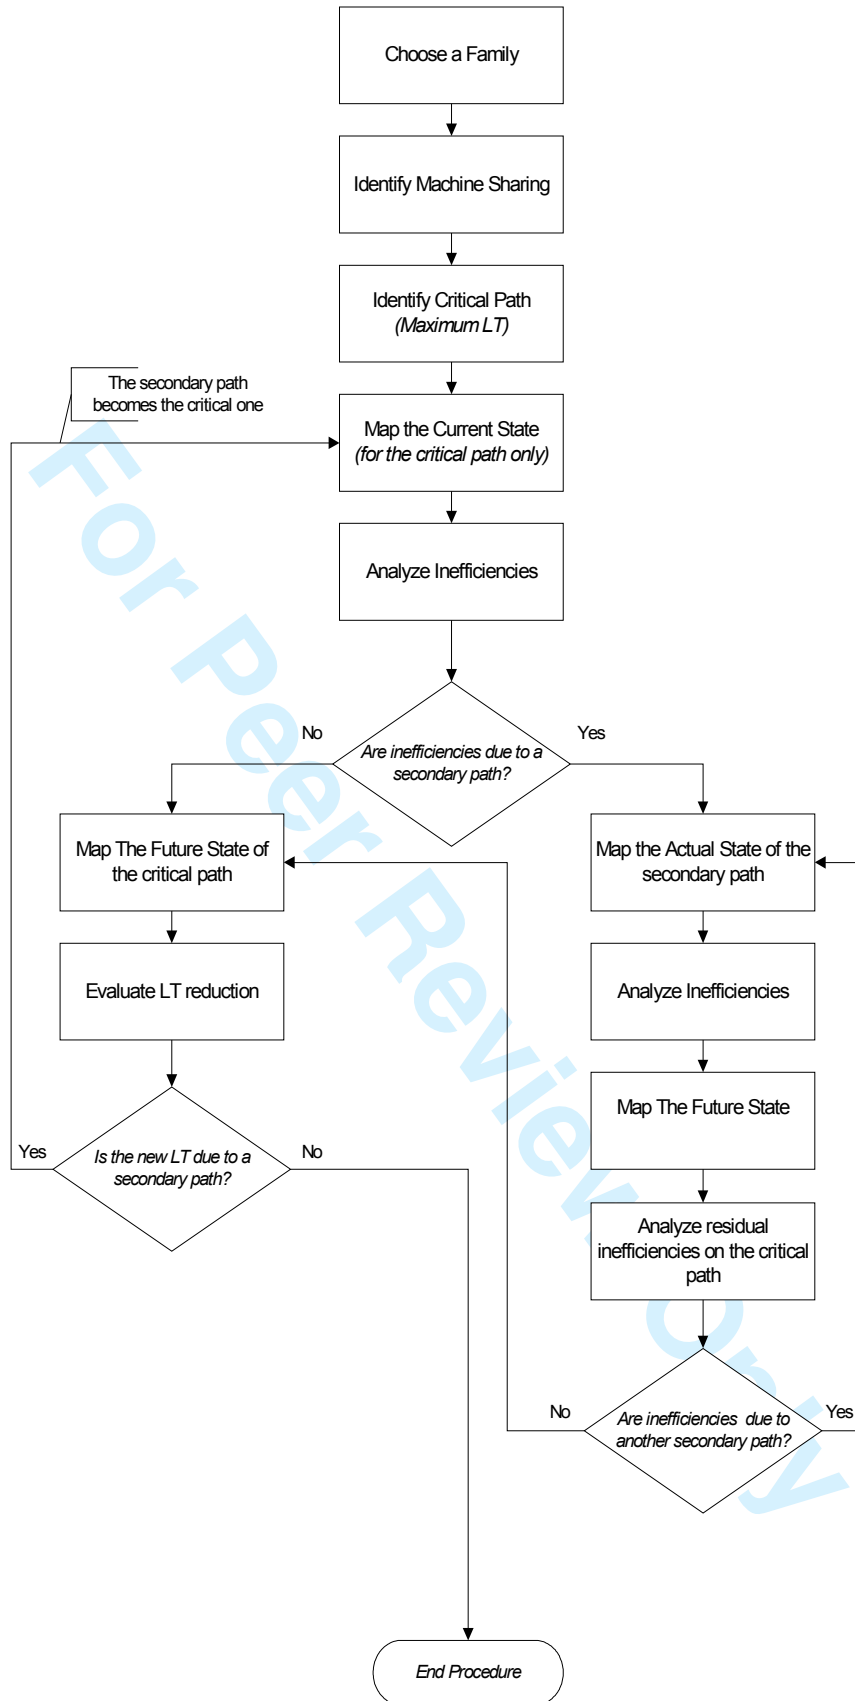 Choose a Family
Identify Machine Sharing
Identify Critical Path
(Maximum LT)
The secondary path
becomes the critical one
Map the Current State
(for the critical path only)
Analyze Inefficiencies
No
Yes
Are inefficiencies due to a
secondary path?
Map The Future State of
the critical path
Map the Actual State of the
secondary path
Evaluate LT reduction
Analyze Inefficiencies
Map The Future State
Yes
No
Is the new LT due to a
secondary path?
Analyze residual
inefficiencies on the critical
path
No
Yes
Are inefficiencies due to
another secondary path?
End Procedure
For Peer Review Only